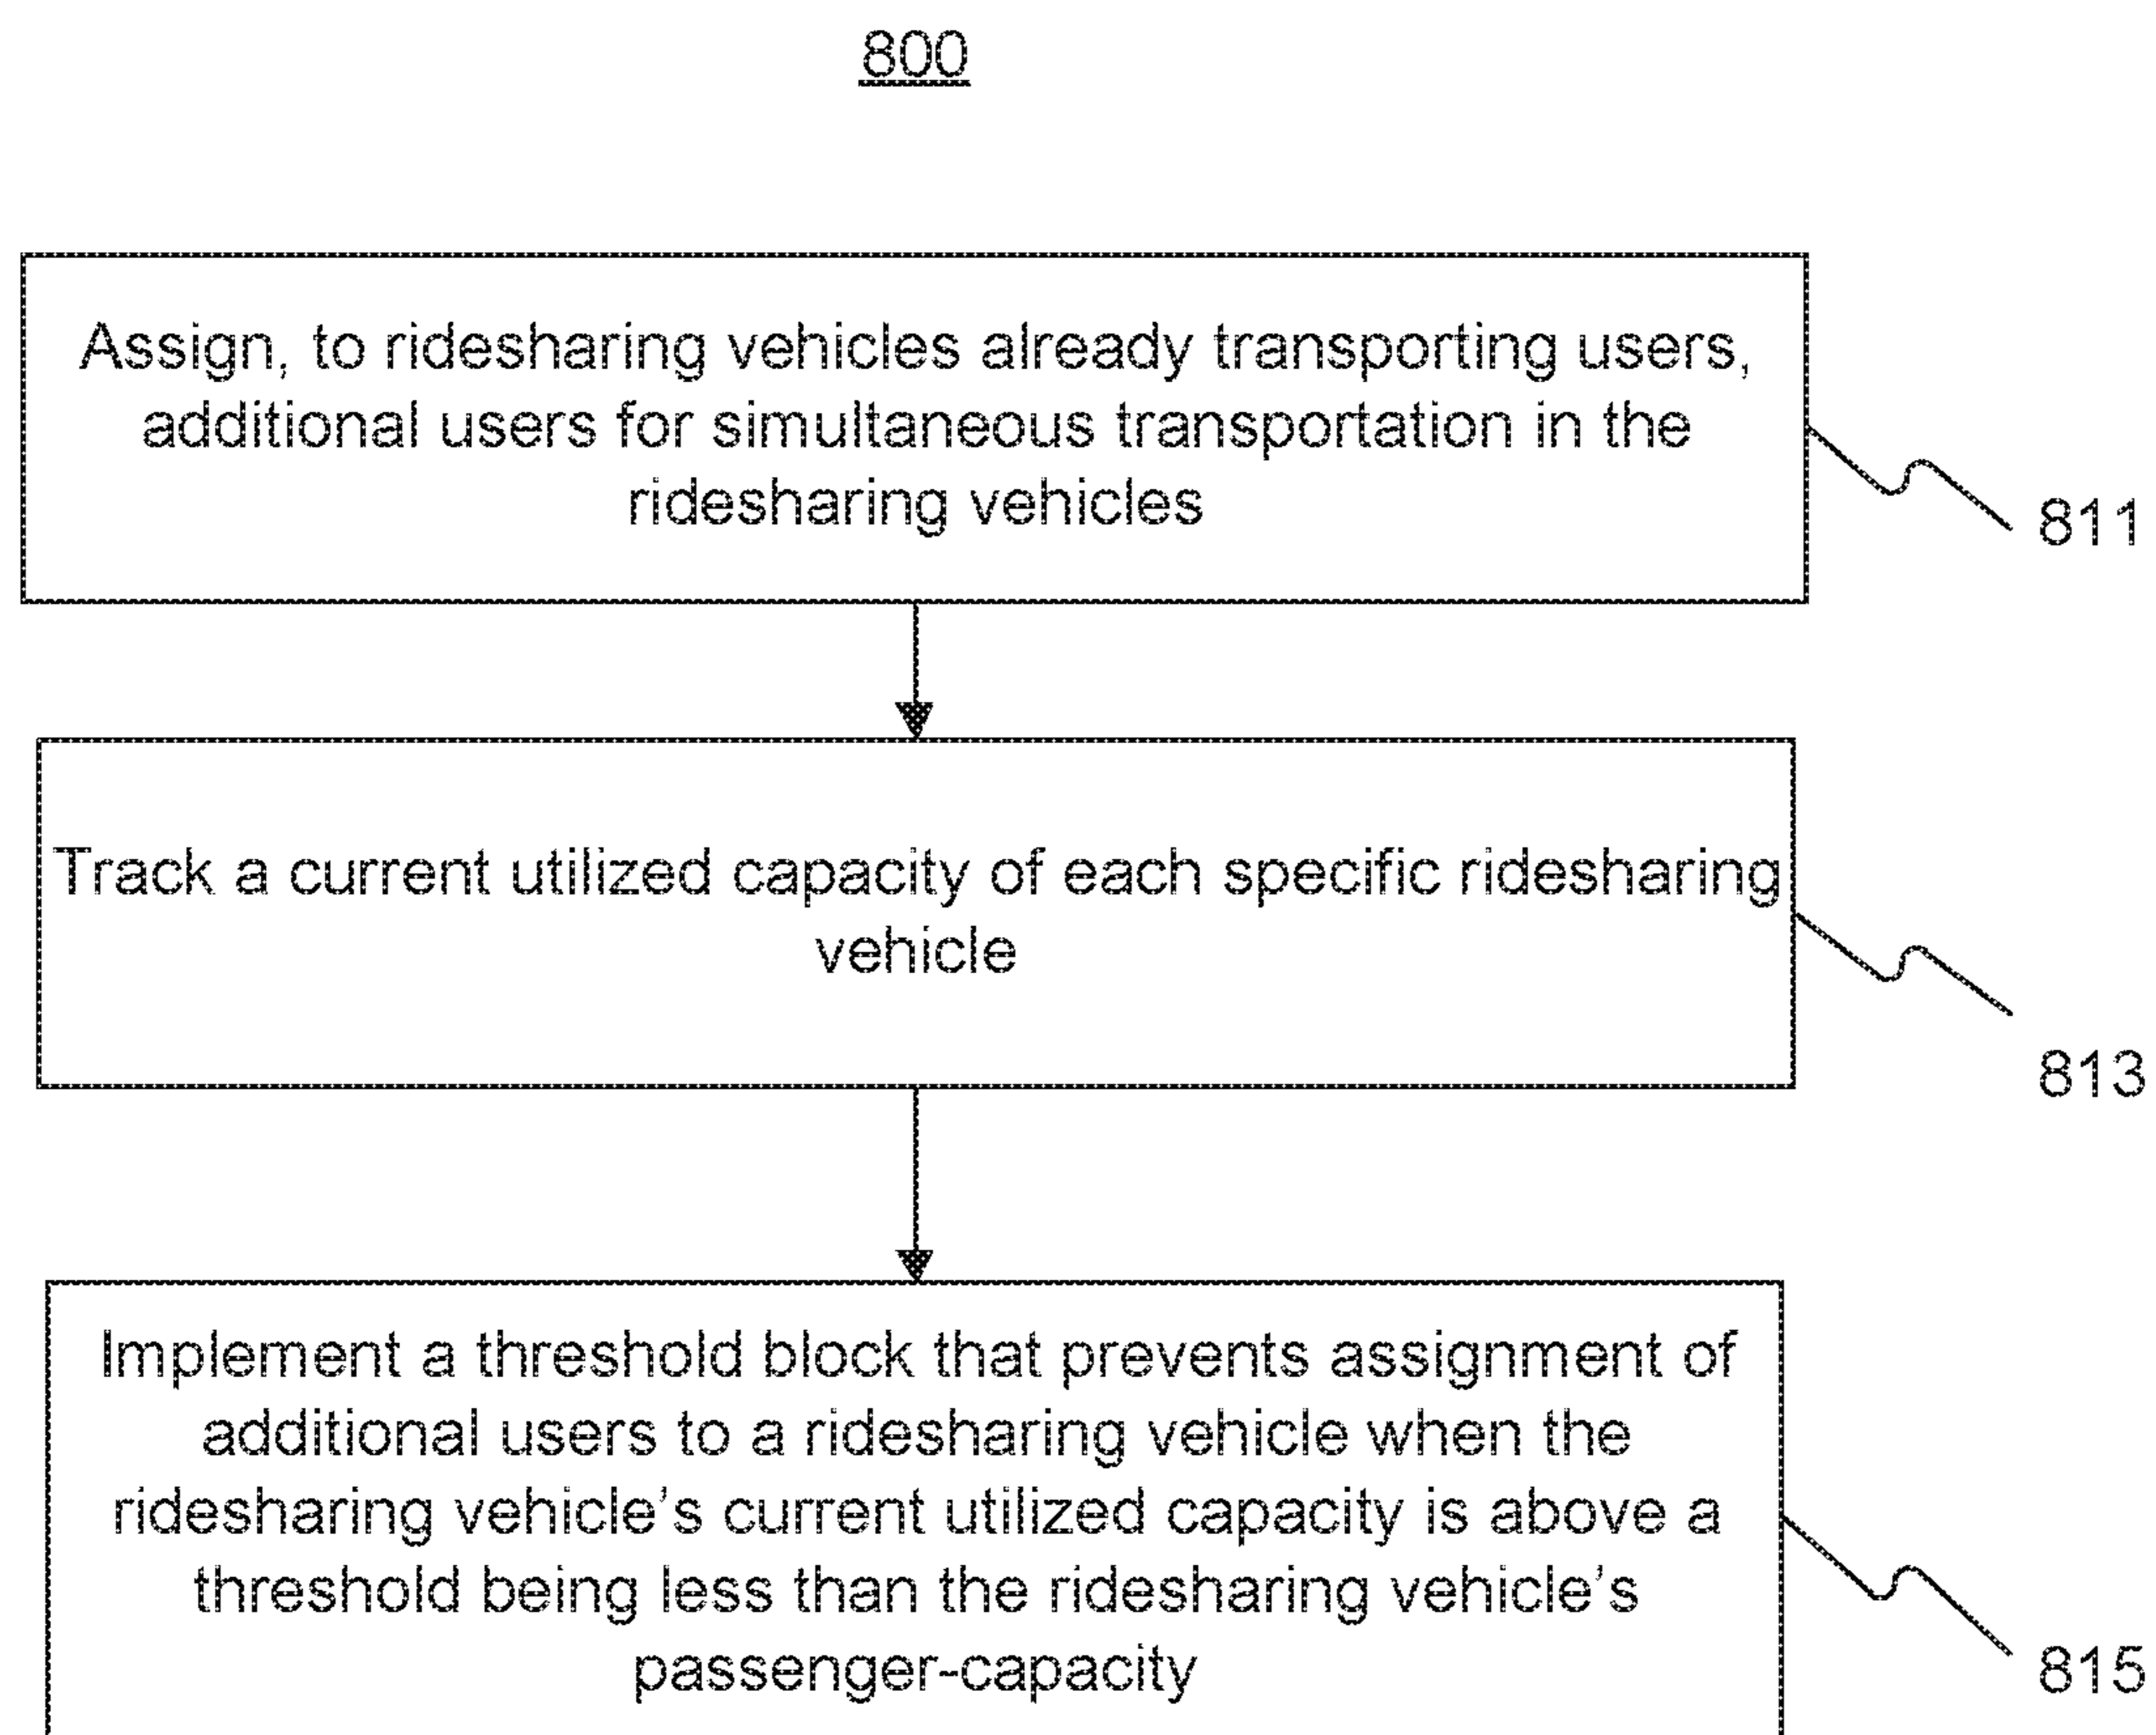 800
Assign, to ridesharing vehicles already transporting users,
additional users for simultaneous transportation in the
ridesharing vehicles
811
Track a current utilized capacity of each specific ridesharing
vehicle
813
Implement a threshold block that prevents assignment of
additional users to a ridesharing vehicle when the
ridesharing vehicle's current utilized capacity is above a
threshold being less than the ridesharing vehicle's
passenger-capacity
815